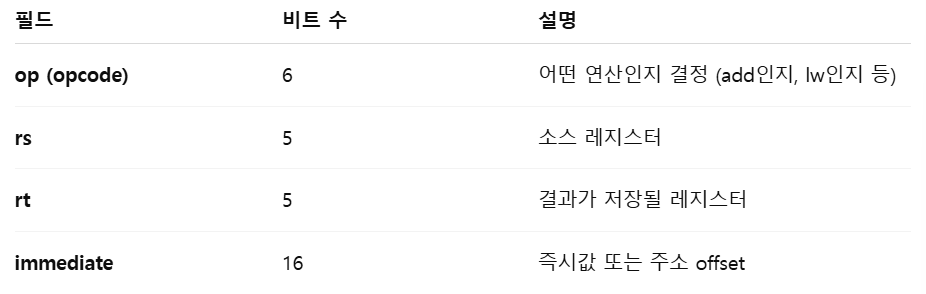 필드 비트 수 설명
op (opcode) 6 어떤 연산인지 결정 (add인지, lw인지 등)
rs 5 소스 레지스터
rt 5 결과가 저장될 레지스터
immediate 16 즉시값 또는 주소 offset